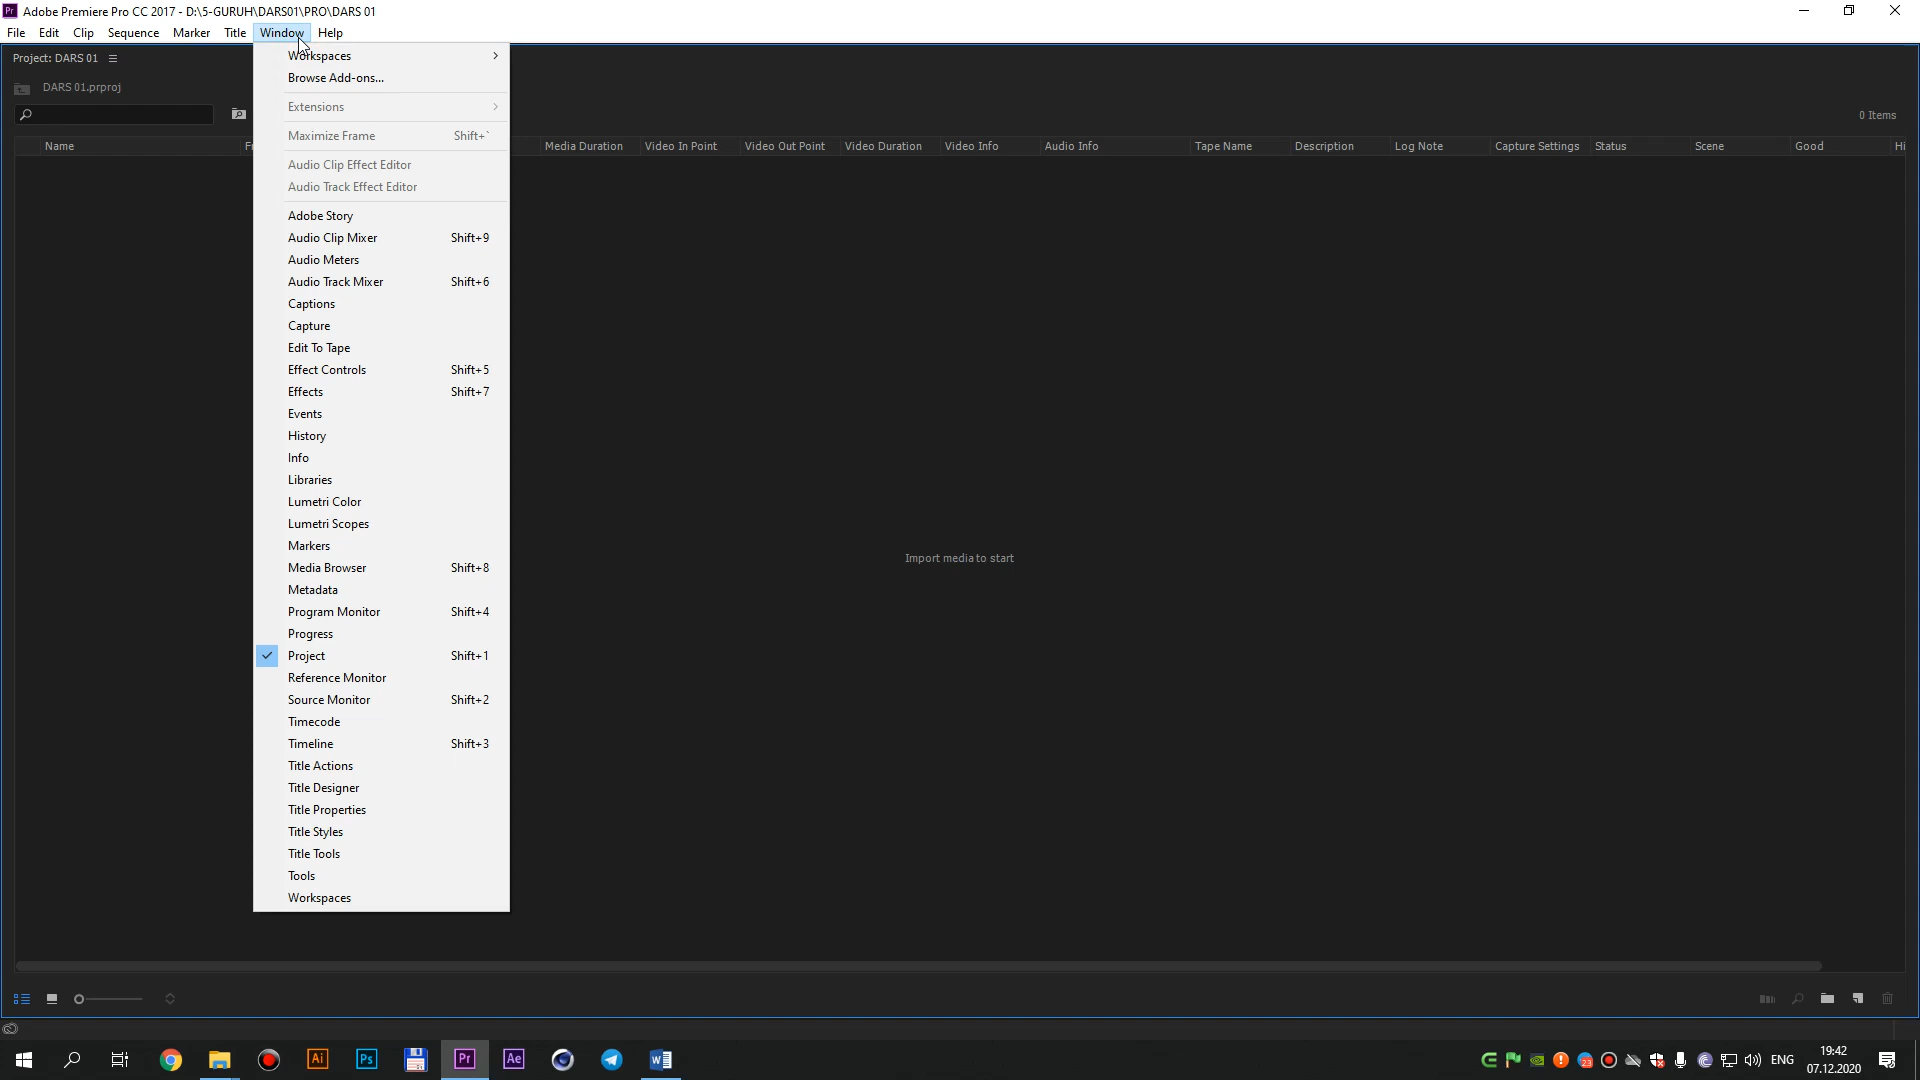 Pr Adobe Premiere Pro CC 2017 - D:\5-GURUH\DARS01\PRO\DARS 01
File Edit Clip Sequence Marker Title Window Help
Project: DARS 01
DARS 01.prproj
0 Items
Name Media Duration Video In Point Video Out Point Video Duration Video Info Audio Info Tape Name Description Log Note Capture Settings Status Scene Good
Workspaces
Browse Add-ons...
Extensions
Maximize Frame Shift+`
Audio Clip Effect Editor
Audio Track Effect Editor
Adobe Story
Audio Clip Mixer Shift+9
Audio Meters
Audio Track Mixer Shift+6
Captions
Capture
Edit To Tape
Effect Controls Shift+5
Effects Shift+7
Events
History
Info
Libraries
Lumetri Color
Lumetri Scopes
Markers
Media Browser Shift+8
Metadata
Program Monitor Shift+4
Progress
Project Shift+1
Reference Monitor
Source Monitor Shift+2
Timecode
Timeline Shift+3
Title Actions
Title Designer
Title Properties
Title Styles
Title Tools
Tools
Workspaces
Import media to start
Ai Ps Pr Ae
23
ENG
19:42
07.12.2020